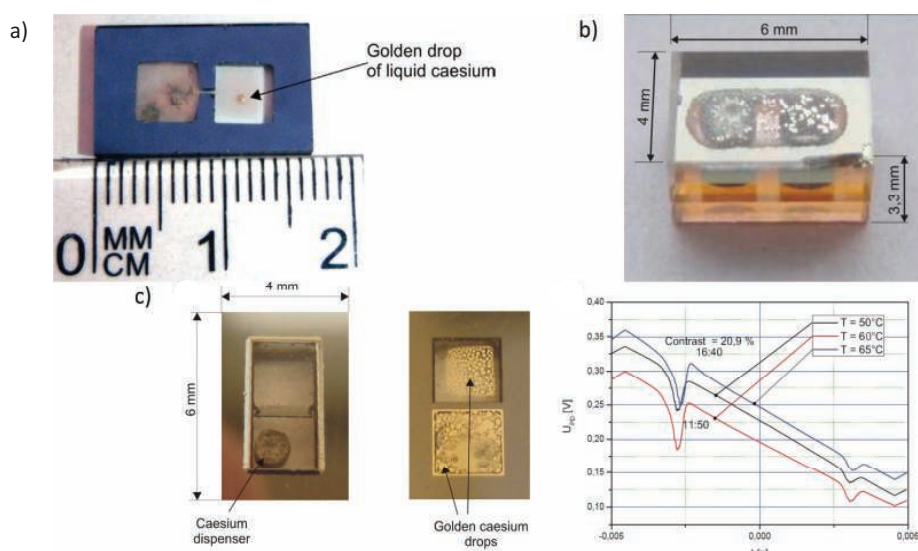 a)
Golden drop
of liquid caesium
0 MM 1 2
CM
b)
6 mm
4 mm
3,3 mm
c)
4 mm
6 mm
Caesium
dispenser
Golden caesium
drops
0,40
0,35
0,30
0,25
0,20
0,15
0,10
U [V]
Contrast = 20,9 %
16:40
11:50
T = 50°C
T = 60°C
T = 65°C
-0,005
0,000
0,005